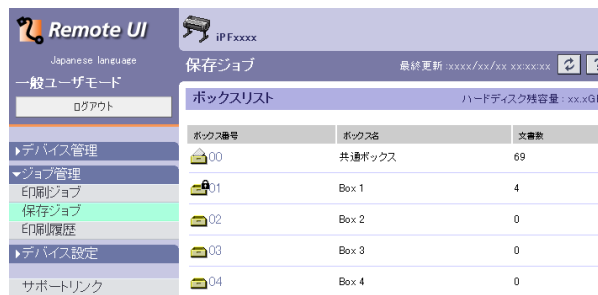 Remote UI
iPFxxxx
Japanese language
保存ジョブ
最終更新 :xxxx/xx/xx xx:xx:xx
?
一般ユーザモード
ログアウト
ボックスリスト
ハードディスク残容量 : xx.xG
ボックス番号
ボックス名
文書数
▶デバイス管理
00
共通ボックス
69
▼ジョブ管理
印刷ジョブ
01
Box 1
4
保存ジョブ
印刷履歴
02
Box 2
0
▶デバイス設定
03
Box 3
0
サポートリンク
04
Box 4
0